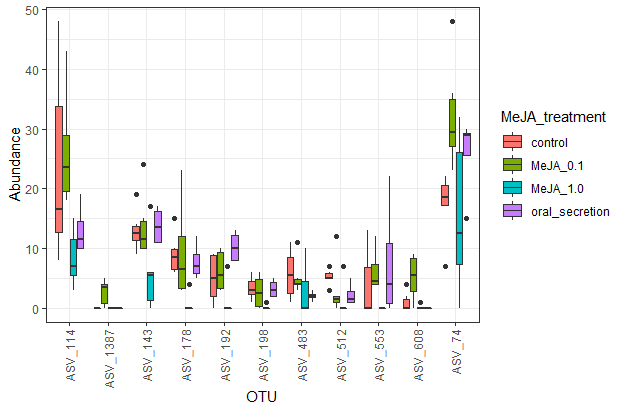 50
40
30
20
10
0
Abundance
ASV_114
ASV_1387
ASV_143
ASV_178
ASV_192
ASV_198
ASV_483
ASV_512
ASV_553
ASV_608
ASV_74
OTU
MeJA_treatment
control
MeJA_0.1
MeJA_1.0
oral_secretion